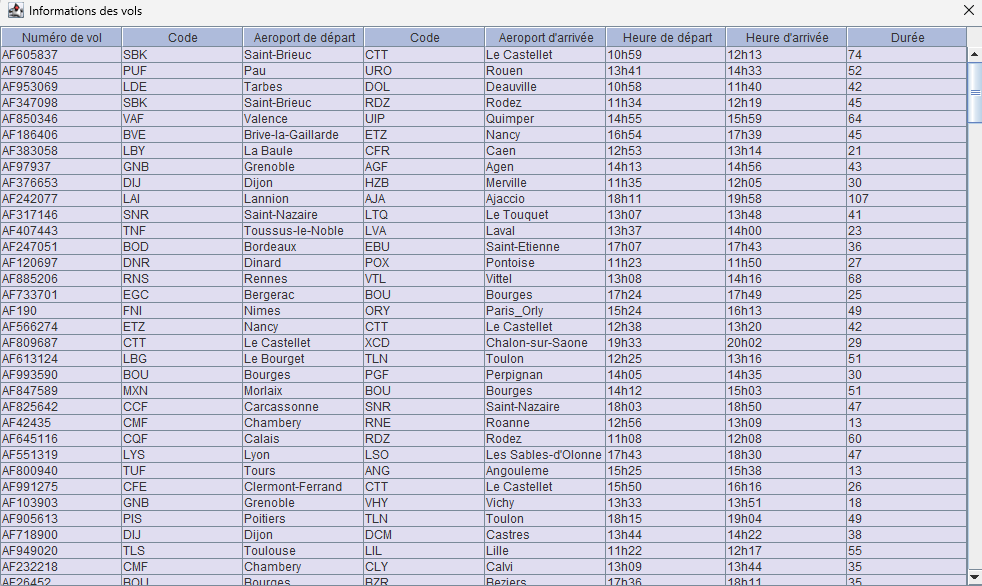 Informations des vols
Numéro de vol Code Aeroport de départ Code Aeroport d'arrivée Heure de départ Heure d'arrivée Durée
AF605837 SBK Saint-Brieuc CTT Le Castellet 10h59 12h13 74
AF978045 PUF Pau URO Rouen 13h41 14h33 52
AF953069 LDE Tarbes DOL Deauville 10h58 11h40 42
AF347098 SBK Saint-Brieuc RDZ Rodez 11h34 12h19 45
AF850346 VAF Valence UIP Quimper 14h55 15h59 64
AF186406 BVE Brive-la-Gaillarde ETZ Nancy 16h54 17h39 45
AF383058 LBY La Baule CFR Caen 12h53 13h14 21
AF97937 GNB Grenoble AGF Agen 14h13 14h56 43
AF376653 DIJ Dijon HZB Merville 11h35 12h05 30
AF242077 LAI Lannion AJA Ajaccio 18h11 19h58 107
AF317146 SNR Saint-Nazaire LTQ Le Touquet 13h07 13h48 41
AF407443 TNF Toussus-le-Noble LVA Laval 13h37 14h00 23
AF247051 BOD Bordeaux EBU Saint-Etienne 17h07 17h43 36
AF120697 DNR Dinard POX Pontoise 11h23 11h50 27
AF885206 RNS Rennes VTL Vittel 13h08 14h16 68
AF733701 EGC Bergerac BOU Bourges 17h24 17h49 25
AF190 FNI Nimes ORY Paris_Orly 15h24 16h13 49
AF566274 ETZ Nancy CTT Le Castellet 12h38 13h20 42
AF809687 CTT Le Castellet XCD Chalon-sur-Saone 19h33 20h02 29
AF613124 LBG Le Bourget TLN Toulon 12h25 13h16 51
AF993590 BOU Bourges PGF Perpignan 14h05 14h35 30
AF847589 MXN Morlaix BOU Bourges 14h12 15h03 51
AF825642 CCF Carcassonne SNR Saint-Nazaire 18h03 18h50 47
AF42435 CMF Chambery RNE Roanne 12h56 13h09 13
AF645116 CQF Calais RDZ Rodez 11h08 12h08 60
AF551319 LYS Lyon LSO Les Sables-d'Olonne 17h43 18h30 47
AF800940 TUF Tours ANG Angouleme 15h25 15h38 13
AF991275 CFE Clermont-Ferrand CTT Le Castellet 15h50 16h16 26
AF103903 GNB Grenoble VHY Vichy 13h33 13h51 18
AF905613 PIS Poitiers TLN Toulon 18h15 19h04 49
AF718900 DIJ Dijon DCM Castres 13h44 14h22 38
AF949020 TLS Toulouse LIL Lille 11h22 12h17 55
AF232218 CMF Chambery CLY Calvi 13h09 13h44 35
AF26452 BOU Bourges BZR Beziers 17h36 18h11 35